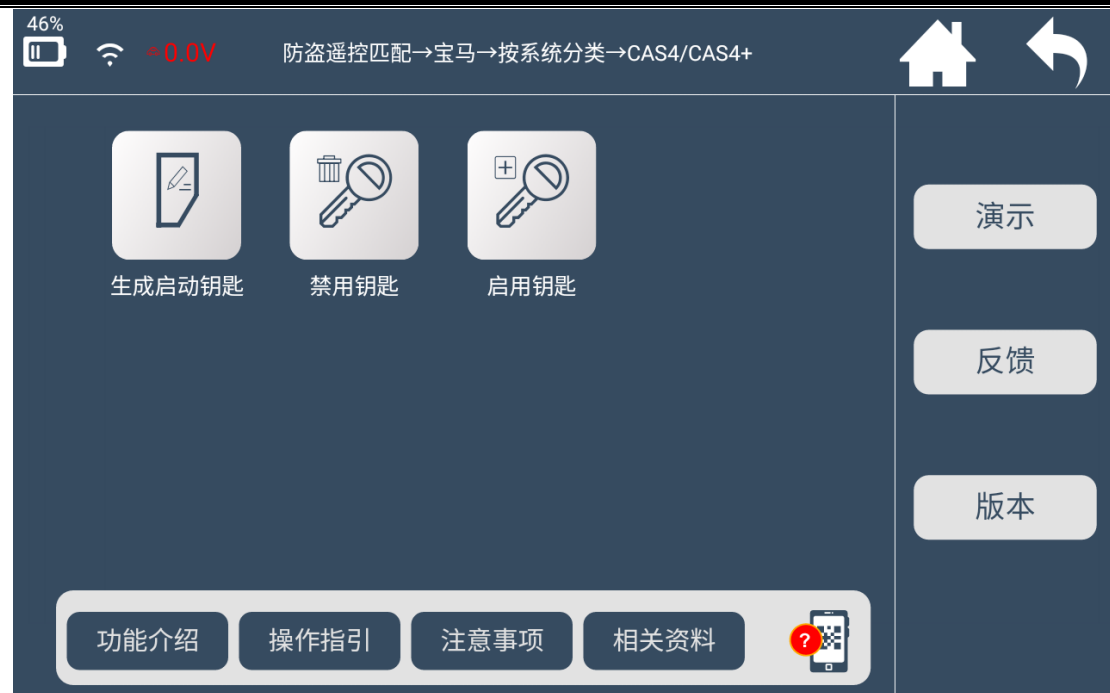 46%
0.0V
防盗遥控匹配→宝马→按系统分类→CAS4/CAS4+
生成启动钥匙
禁用钥匙
启用钥匙
演示
反馈
版本
功能介绍
操作指引
注意事项
相关资料
?